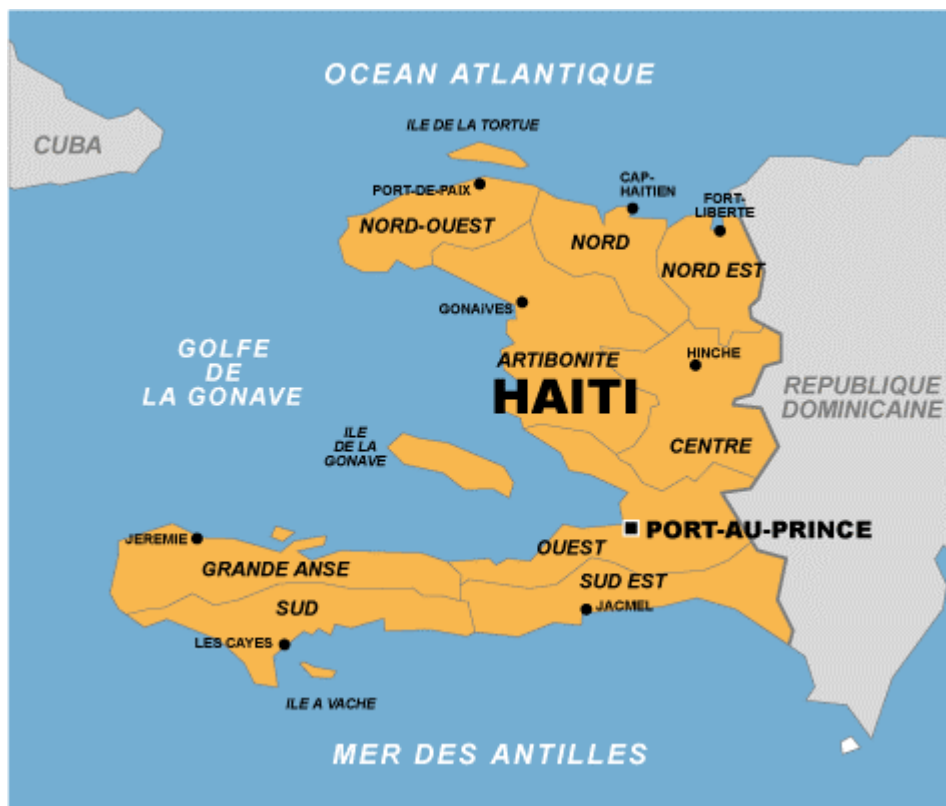 OCEAN ATLANTIQUE
ILE DE LA TORTUE
CUBA
CAP-
HAITIEN
PORT-DE-PAIX
FORT-
LIBERTE
NORD-OUEST
NORD
NORD EST
GONAiVES
GOLFE
DE
LA GONAVE
ARTIBONITE
HINCHE
HAITI
REPUBLIQUE
DOMINICAINE
ILE
DE LA
GONAVE
CENTRE
PORT-AU-PRINCE
JEREMIE
OUEST
GRANDE ANSE
SUD EST
SUD
JACMEL
LES CAYES
ILE A VACHE
MER DES ANTILLES